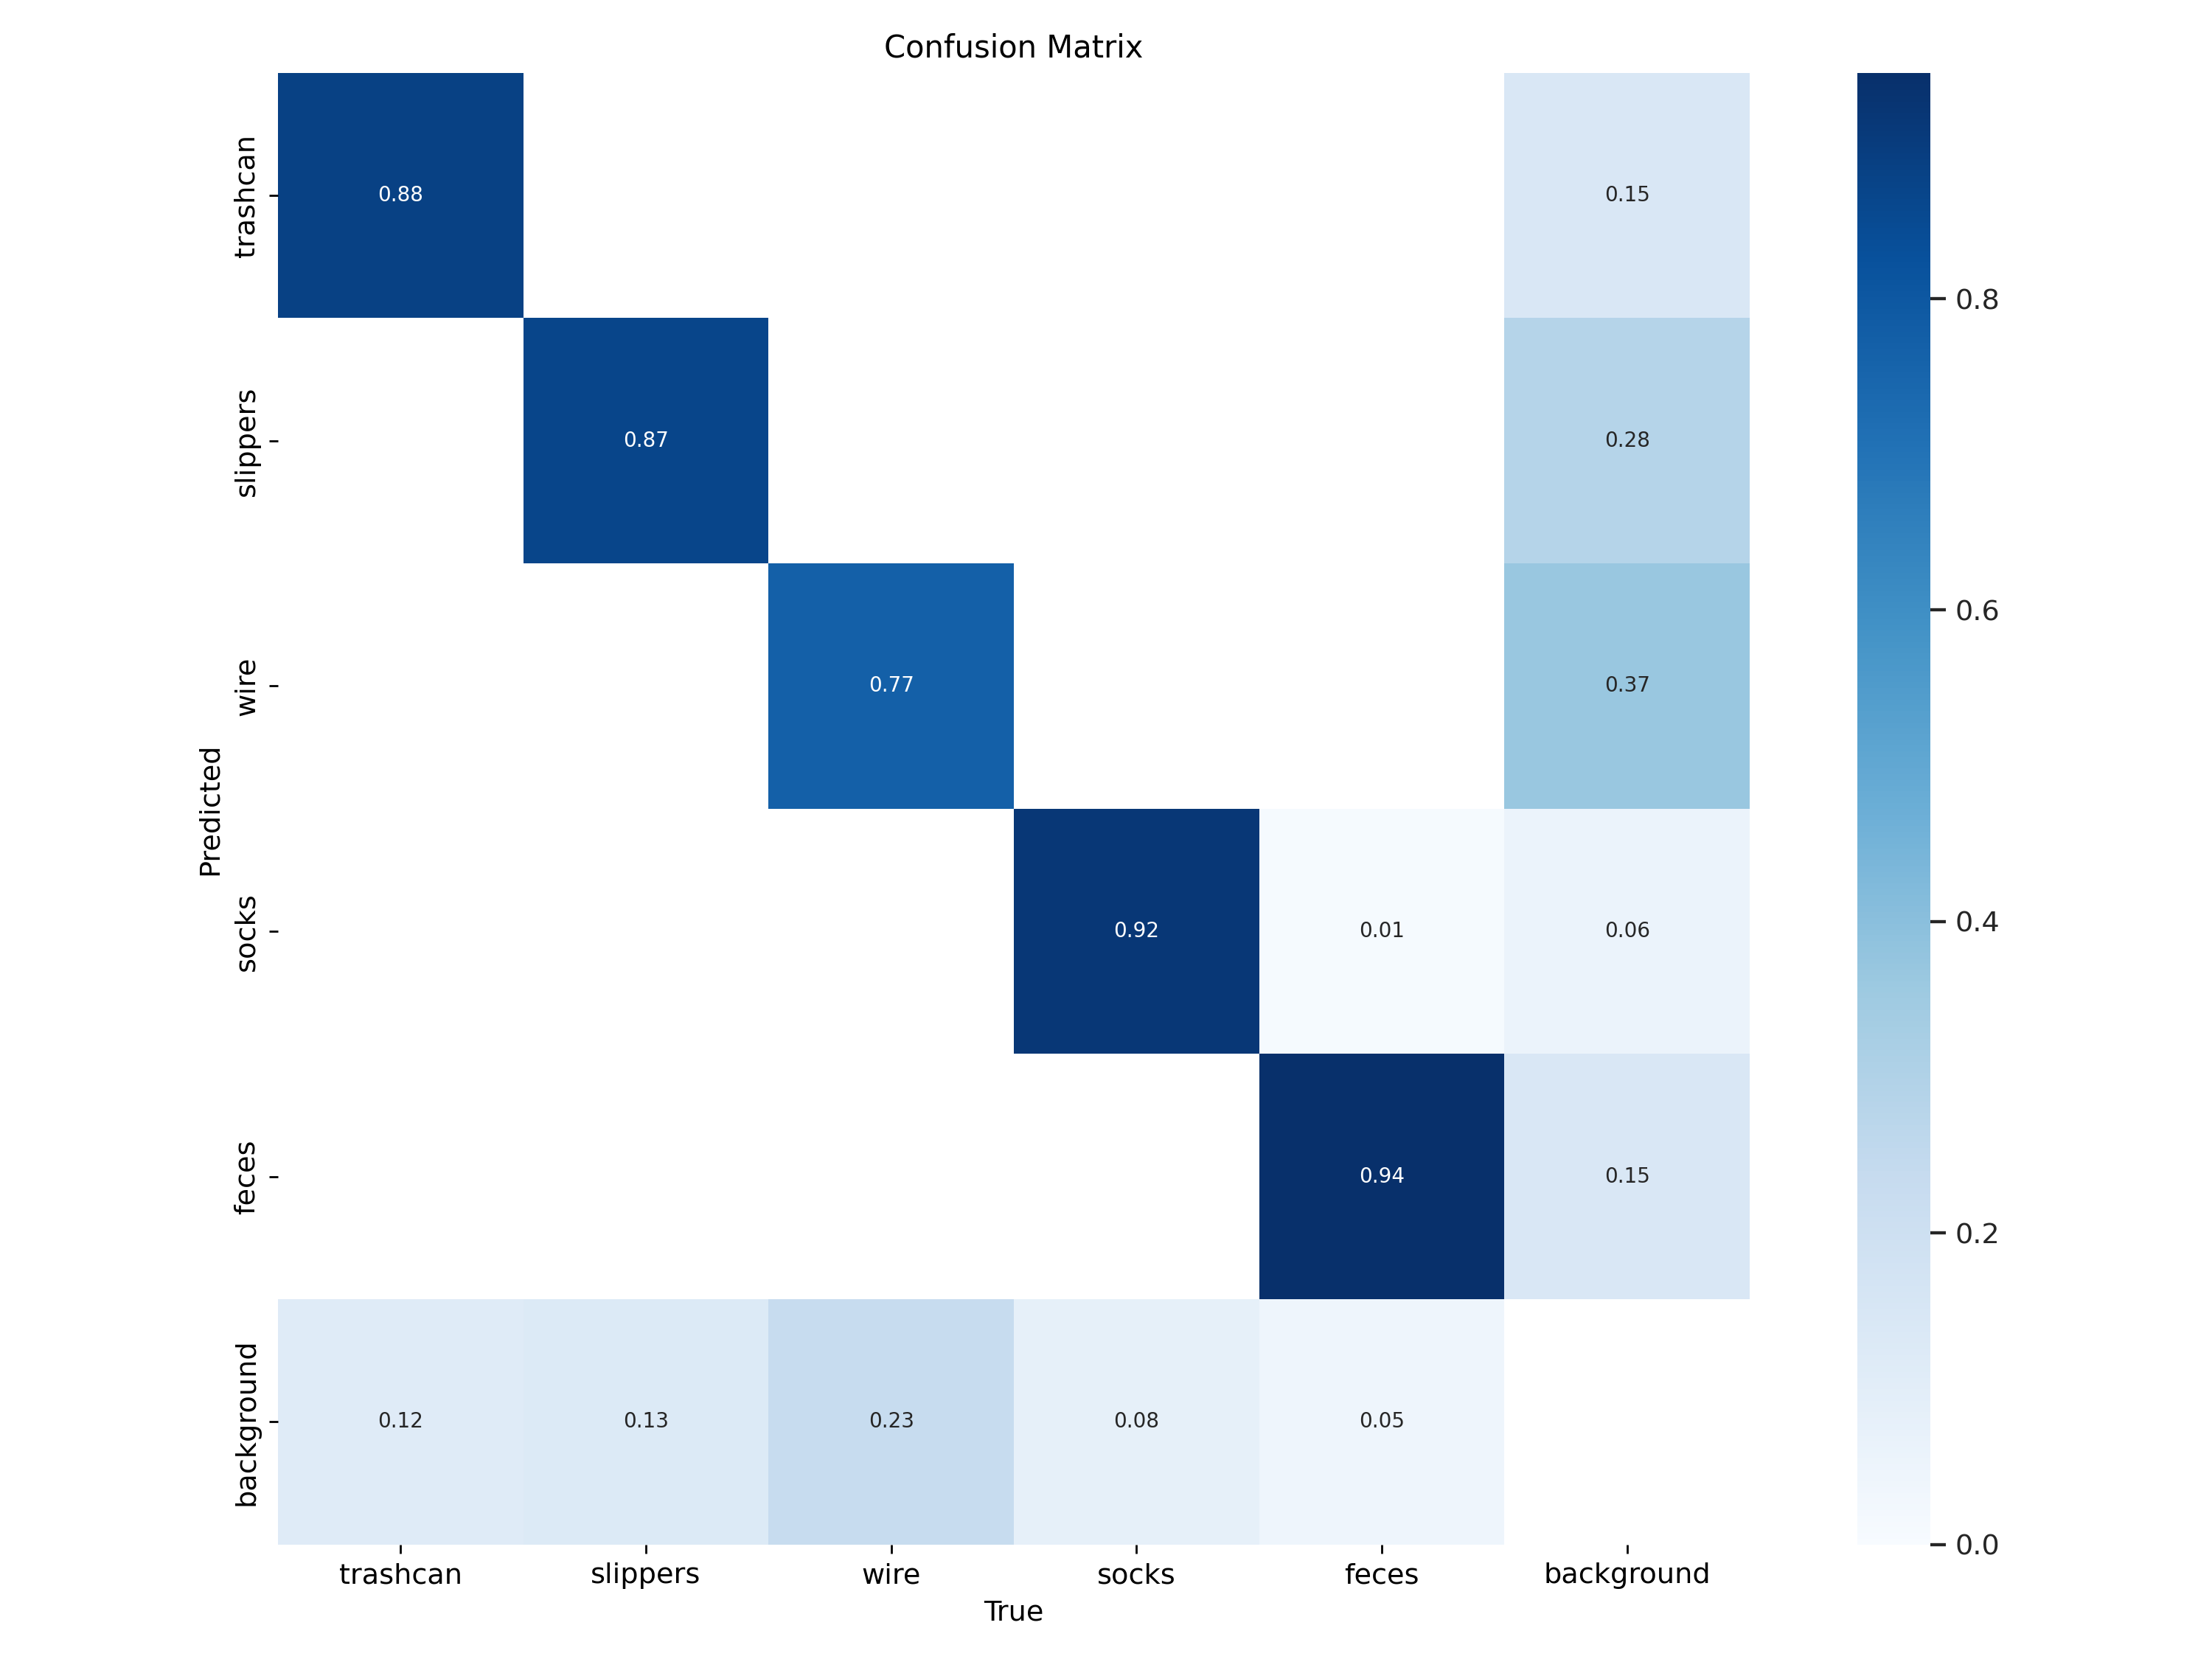 Confusion Matrix
trashcan
0.88
0.15
slippers
0.87
0.28
wire
0.77
0.37
socks
0.92
0.01
0.06
feces
0.94
0.15
background
0.12
0.13
0.23
0.08
0.05
Predicted
trashcan
slippers
wire
socks
feces
background
True
0.8
0.6
0.4
0.2
0.0